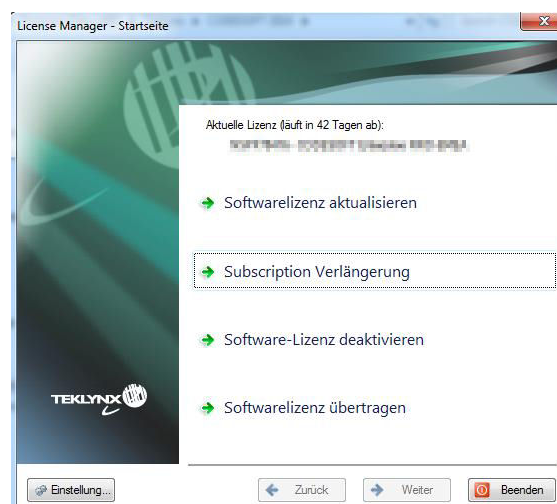 License Manager - Startseite
Aktuelle Lizenz (läuft in 42 Tagen ab):
Softwarelizenz aktualisieren
Subscription Verlängerung
Software-Lizenz deaktivieren
Softwarelizenz übertragen
TEKLYNX
Einstellung...
Zurück
Weiter
Beenden